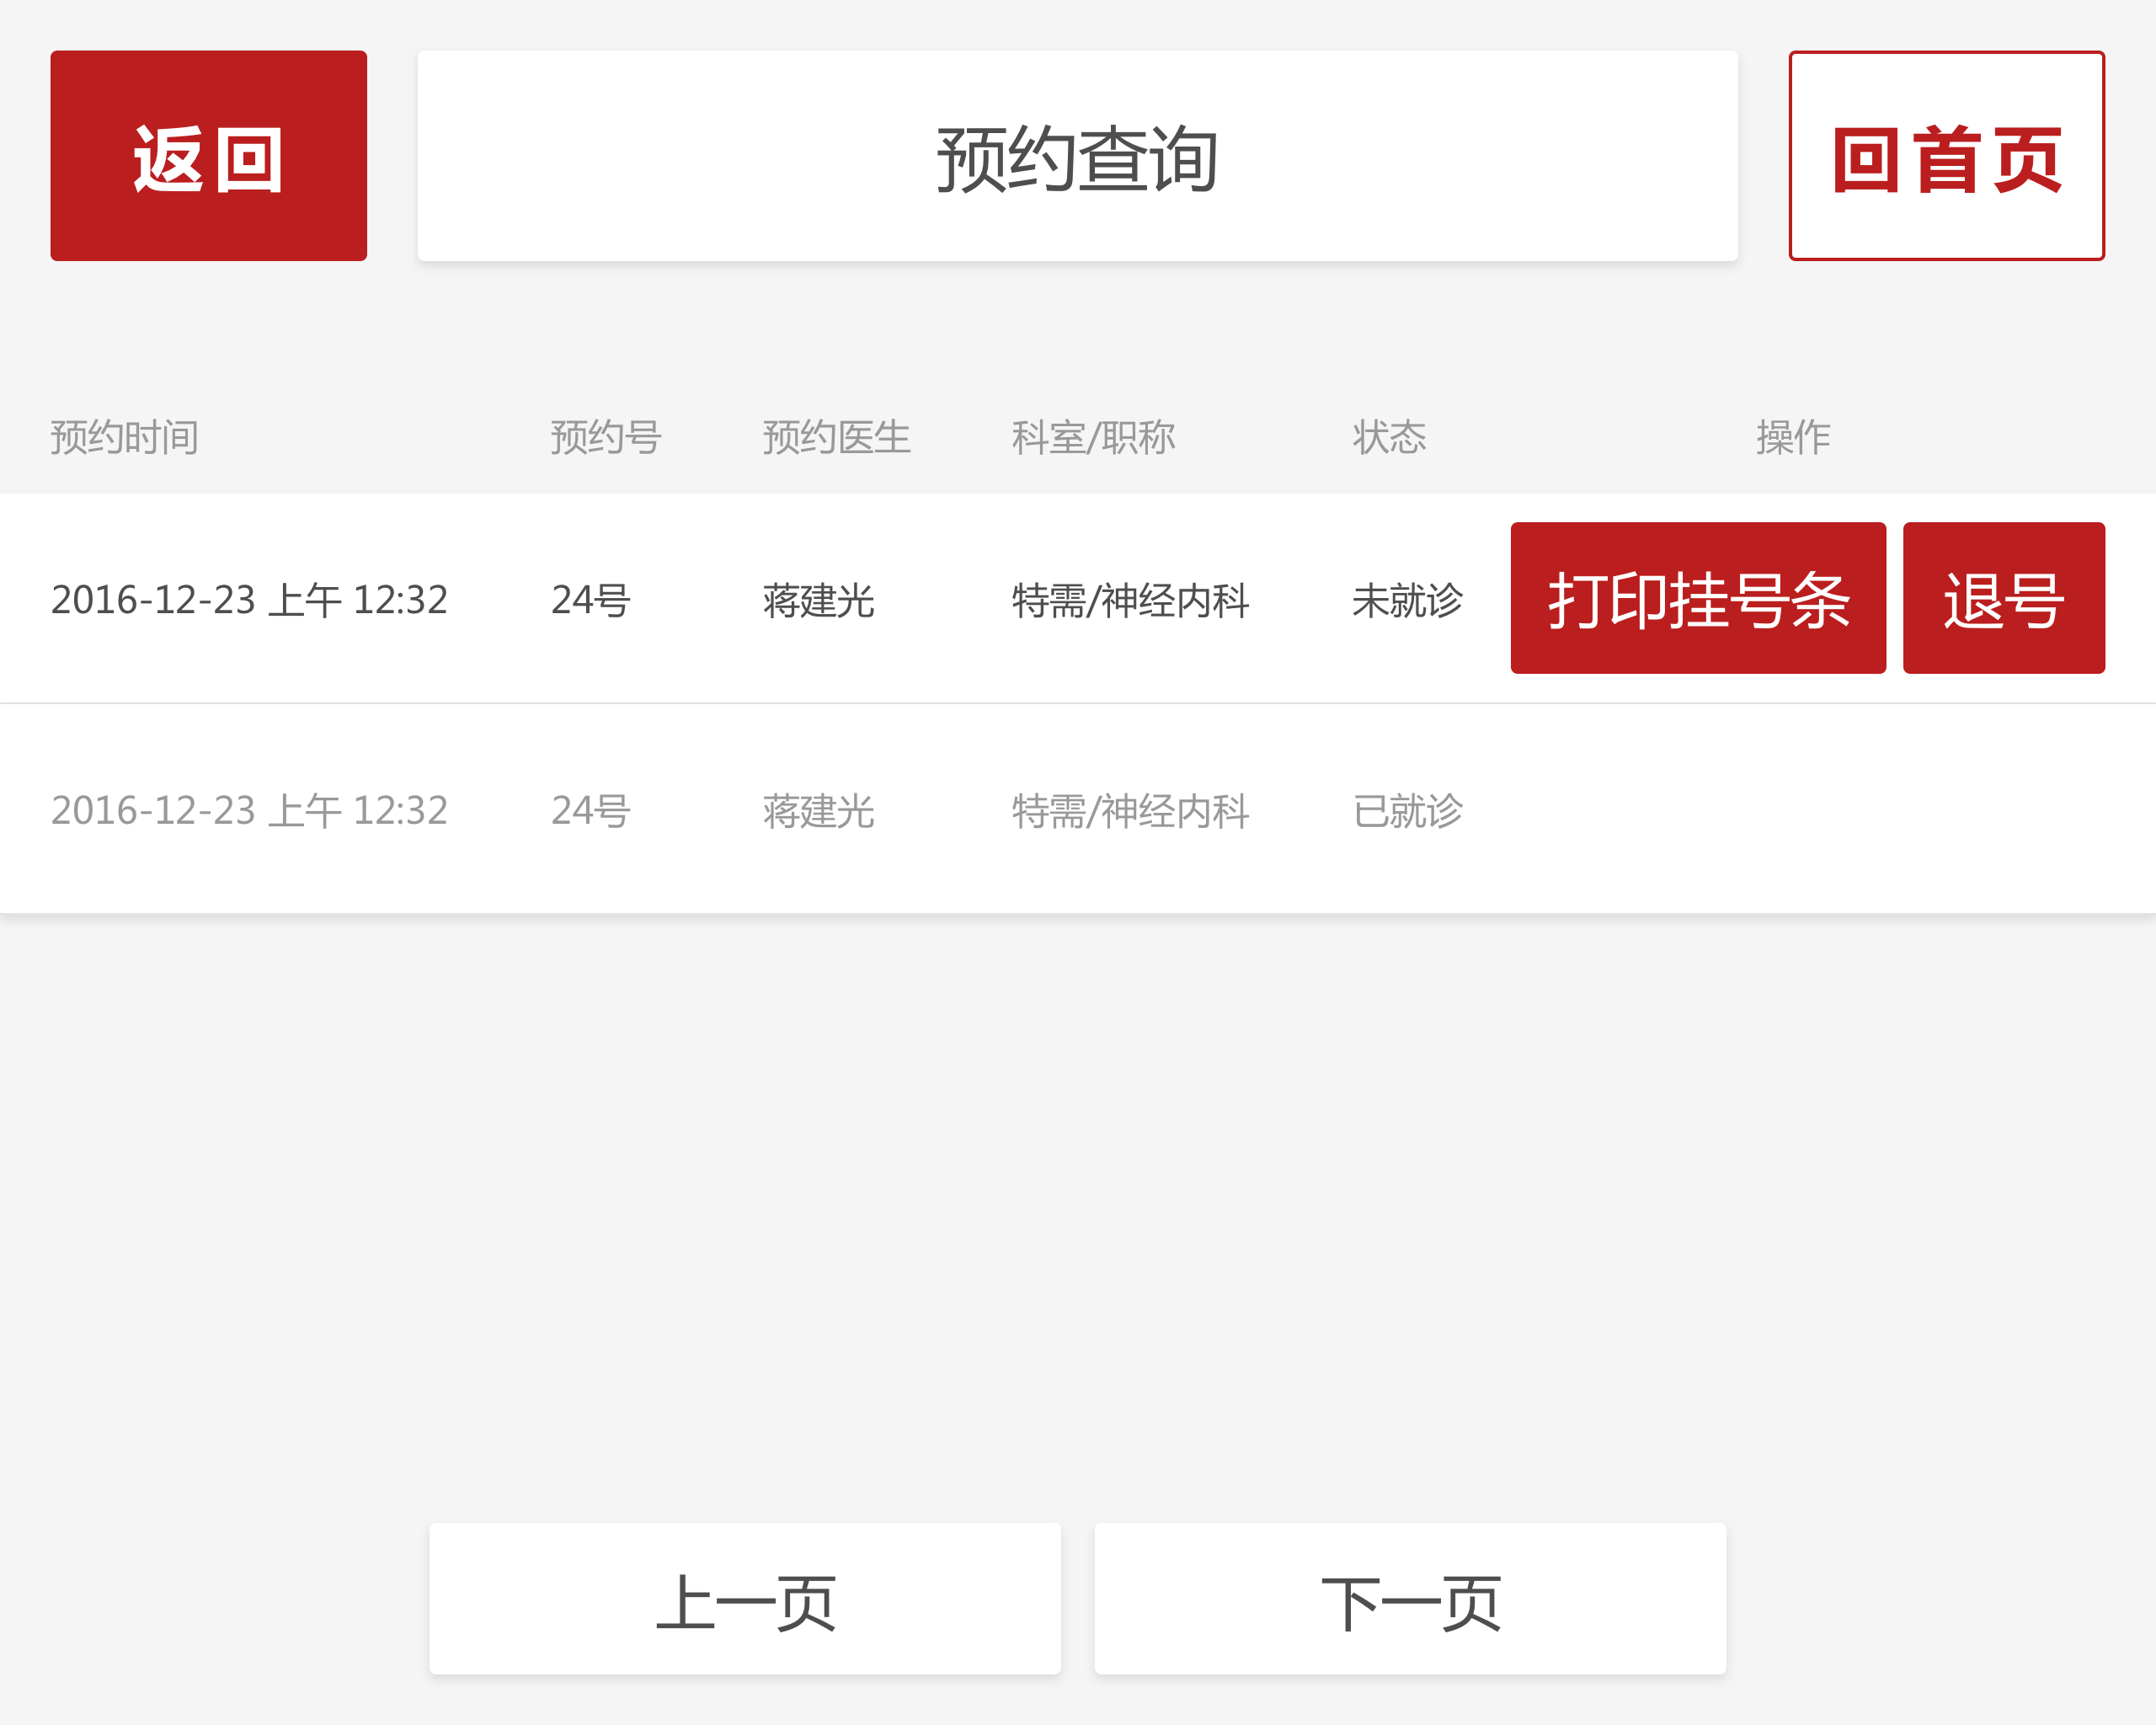 返回
预约查询
回首页
预约时间 预约号 预约医生 科室/职称 状态 操作
2016-12-23 上午 12:32 24号 蒋建光 特需/神经内科 未就诊 打印挂号条 退号
2016-12-23 上午 12:32 24号 蒋建光 特需/神经内科 已就诊
上一页 下一页